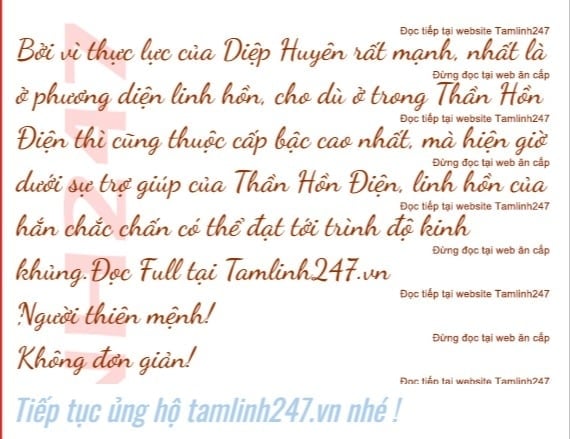 Đọc tiếp tại website Tamlinh247
Bởi vì thực lực của Diệp Huyên rất mạnh, nhất là
Đừng đọc tại web ăn cắp
ở phương diện linh hồn, cho dù ở trong Thần Hồn
Đọc tiếp tại website Tamlinh247
Điện thì cũng thuộc cấp bậc cao nhất, mà hiện giờ
Đừng đọc tại web ăn cắp
dưới sự trợ giúp của Thần Hồn Điện, linh hồn của
Đọc tiếp tại website Tamlinh247
hắn chắc chấn có thể đạt tới trình độ kinh
Đừng đọc tại web ăn cắp
khủng.Đọc Full tại Tamlinh247.vn
Đọc tiếp tại website Tamlinh247
Người thiên mệnh!
Đừng đọc tại web ăn cắp
Không đơn giản!
Đọc tiếp tại website Tamlinh247
Tiếp tục ủng hộ tamlinh247.vn nhé !
NH247